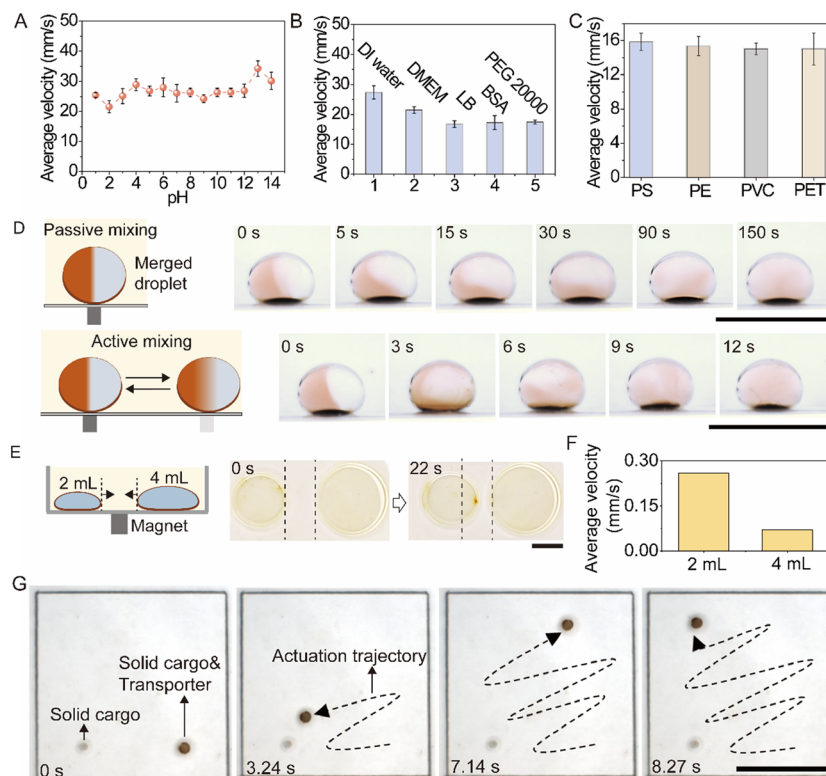 A
Average velocity (mm/s)
50
40
30
20
10
0
0 2 4 6 8 10 12 14
pH
B
Average velocity (mm/s)
50
40
30
20
10
0
DI water
DMEM
LB
BSA
PEG 20000
1 2 3 4 5
C
Average velocity (mm/s)
16
12
8
4
0
PS PE PVC PET
D
Passive mixing
Merged
droplet
0 s 5 s 15 s 30 s 90 s 150 s
Active mixing
0 s 3 s 6 s 9 s 12 s
E
2 mL 4 mL
Magnet
0 s 22 s
F
Average velocity
(mm/s)
0.30
0.15
0.00
2 mL 4 mL
G
Solid cargo&
Transporter
Solid cargo
0 s
Actuation trajectory
3.24 s
7.14 s
8.27 s